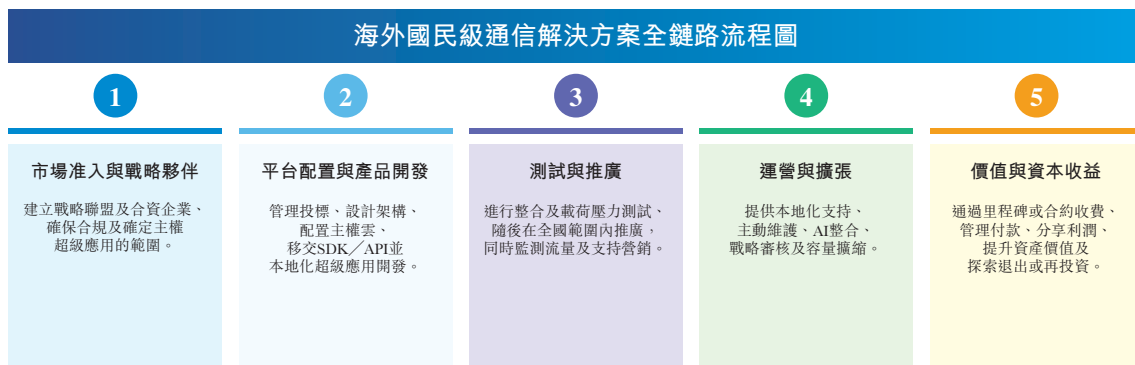 海外國民級通信解決方案全鏈路流程圖
1
市場准入與戰略夥伴
建立戰略聯盟及合資企業、
確保合規及確定主權
超級應用的範圍。
2
平台配置與產品開發
管理投標、設計架構、
配置主權雲、
移交SDK／API並
本地化超級應用開發。
3
測試與推廣
進行整合及載荷壓力測試、
隨後在全國範圍內推廣，
同時監測流量及支持營銷。
4
運營與擴張
提供本地化支持、
主動維護、AI整合、
戰略審核及容量擴縮。
5
價值與資本收益
通過里程碑或合約收費、
管理付款、分享利潤、
提升資產價值及
探索退出或再投資。